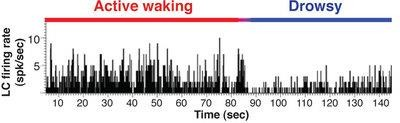 Active waking Drowsy
LC firing rate
(spk/sec)
10
5
10 20 30 40 50 60 70 80 90 100 110 120 130 140
Time (sec)